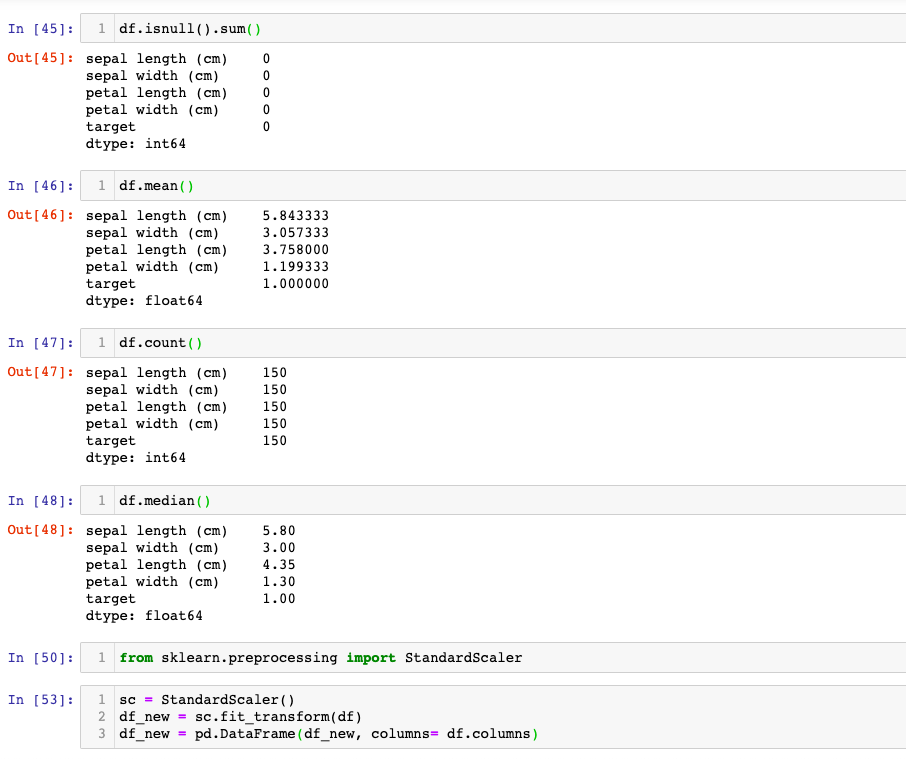 In [45]: 1 df.isnull().sum()
Out[45]: sepal length (cm) 0
sepal width (cm) 0
petal length (cm) 0
petal width (cm) 0
target 0
dtype: int64
In [46]: 1 df.mean()
Out[46]: sepal length (cm) 5.843333
sepal width (cm) 3.057333
petal length (cm) 3.758000
petal width (cm) 1.199333
target 1.000000
dtype: float64
In [47]: 1 df.count()
Out[47]: sepal length (cm) 150
sepal width (cm) 150
petal length (cm) 150
petal width (cm) 150
target 150
dtype: int64
In [48]: 1 df.median()
Out[48]: sepal length (cm) 5.80
sepal width (cm) 3.00
petal length (cm) 4.35
petal width (cm) 1.30
target 1.00
dtype: float64
In [50]: 1 from sklearn.preprocessing import StandardScaler
In [53]: 1 sc = StandardScaler()
2 df_new = sc.fit_transform(df)
3 df_new = pd.DataFrame(df_new, columns= df.columns)